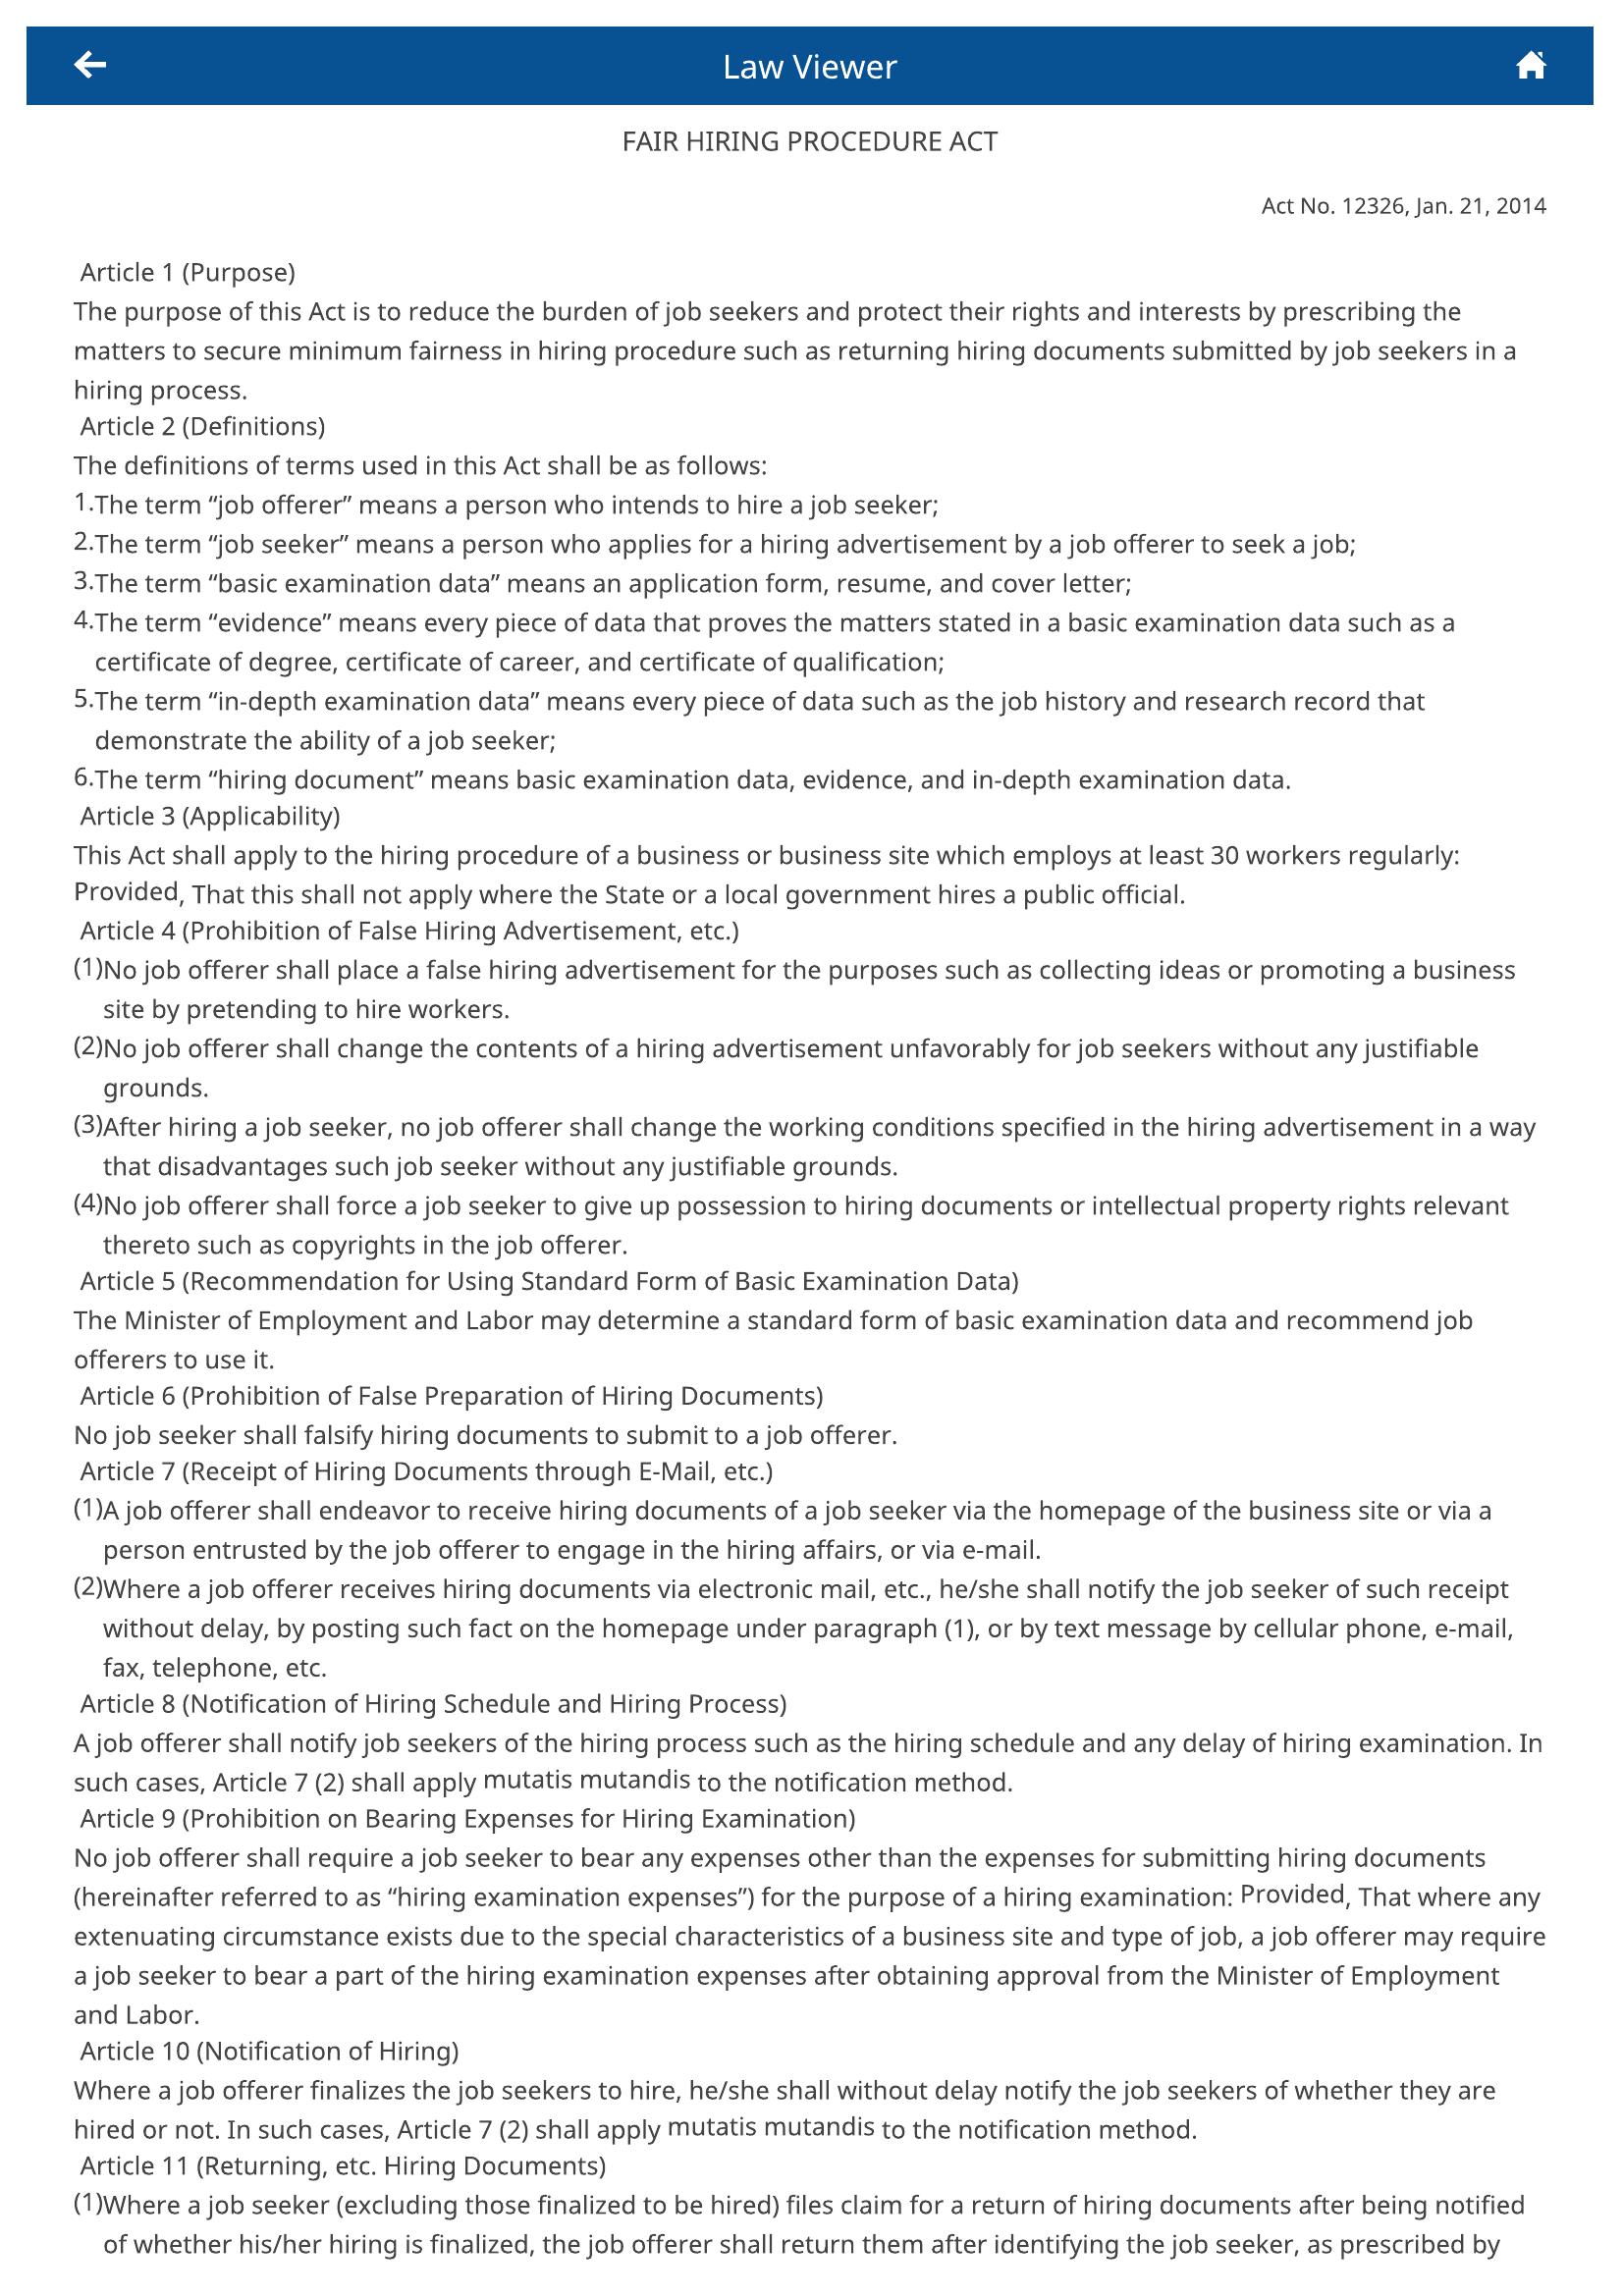 Law Viewer
FAIR HIRING PROCEDURE ACT
Act No. 12326, Jan. 21, 2014
Article 1 (Purpose)
The purpose of this Act is to reduce the burden of job seekers and protect their rights and interests by prescribing the
matters to secure minimum fairness in hiring procedure such as returning hiring documents submitted by job seekers in a
hiring process.
Article 2 (Definitions)
The definitions of terms used in this Act shall be as follows:
1.The term “job offerer” means a person who intends to hire a job seeker;
2.The term “job seeker” means a person who applies for a hiring advertisement by a job offerer to seek a job;
3.The term “basic examination data” means an application form, resume, and cover letter;
4.The term “evidence” means every piece of data that proves the matters stated in a basic examination data such as a
certificate of degree, certificate of career, and certificate of qualification;
5.The term “in-depth examination data” means every piece of data such as the job history and research record that
demonstrate the ability of a job seeker;
6.The term “hiring document” means basic examination data, evidence, and in-depth examination data.
Article 3 (Applicability)
This Act shall apply to the hiring procedure of a business or business site which employs at least 30 workers regularly:
Provided, That this shall not apply where the State or a local government hires a public official.
Article 4 (Prohibition of False Hiring Advertisement, etc.)
(1)No job offerer shall place a false hiring advertisement for the purposes such as collecting ideas or promoting a business
site by pretending to hire workers.
(2)No job offerer shall change the contents of a hiring advertisement unfavorably for job seekers without any justifiable
grounds.
(3)After hiring a job seeker, no job offerer shall change the working conditions specified in the hiring advertisement in a way
that disadvantages such job seeker without any justifiable grounds.
(4)No job offerer shall force a job seeker to give up possession to hiring documents or intellectual property rights relevant
thereto such as copyrights in the job offerer.
Article 5 (Recommendation for Using Standard Form of Basic Examination Data)
The Minister of Employment and Labor may determine a standard form of basic examination data and recommend job
offerers to use it.
Article 6 (Prohibition of False Preparation of Hiring Documents)
No job seeker shall falsify hiring documents to submit to a job offerer.
Article 7 (Receipt of Hiring Documents through E-Mail, etc.)
(1)A job offerer shall endeavor to receive hiring documents of a job seeker via the homepage of the business site or via a
person entrusted by the job offerer to engage in the hiring affairs, or via e-mail.
(2)Where a job offerer receives hiring documents via electronic mail, etc., he/she shall notify the job seeker of such receipt
without delay, by posting such fact on the homepage under paragraph (1), or by text message by cellular phone, e-mail,
fax, telephone, etc.
Article 8 (Notification of Hiring Schedule and Hiring Process)
A job offerer shall notify job seekers of the hiring process such as the hiring schedule and any delay of hiring examination. In
such cases, Article 7 (2) shall apply mutatis mutandis to the notification method.
Article 9 (Prohibition on Bearing Expenses for Hiring Examination)
No job offerer shall require a job seeker to bear any expenses other than the expenses for submitting hiring documents
(hereinafter referred to as “hiring examination expenses”) for the purpose of a hiring examination: Provided, That where any
extenuating circumstance exists due to the special characteristics of a business site and type of job, a job offerer may require
a job seeker to bear a part of the hiring examination expenses after obtaining approval from the Minister of Employment
and Labor.
Article 10 (Notification of Hiring)
Where a job offerer finalizes the job seekers to hire, he/she shall without delay notify the job seekers of whether they are
hired or not. In such cases, Article 7 (2) shall apply mutatis mutandis to the notification method.
Article 11 (Returning, etc. Hiring Documents)
(1)Where a job seeker (excluding those finalized to be hired) files claim for a return of hiring documents after being notified
of whether his/her hiring is finalized, the job offerer shall return them after identifying the job seeker, as prescribed by